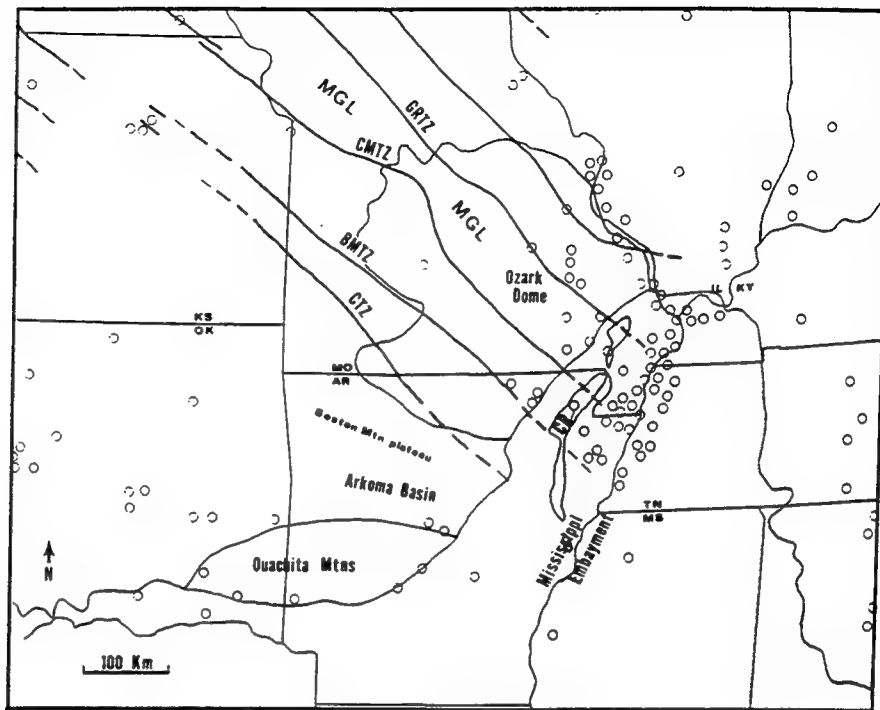 MGL
GRTZ
CMTZ
MGL
BMTZ
Ozark
Dome
IL KY
CTZ
KS
OK
MO
AR
CR
Boston Mtn plateau
Arkoma Basin
TN
MS
Mississippi
Embayment
Ouachita Mtns
N
100 Km